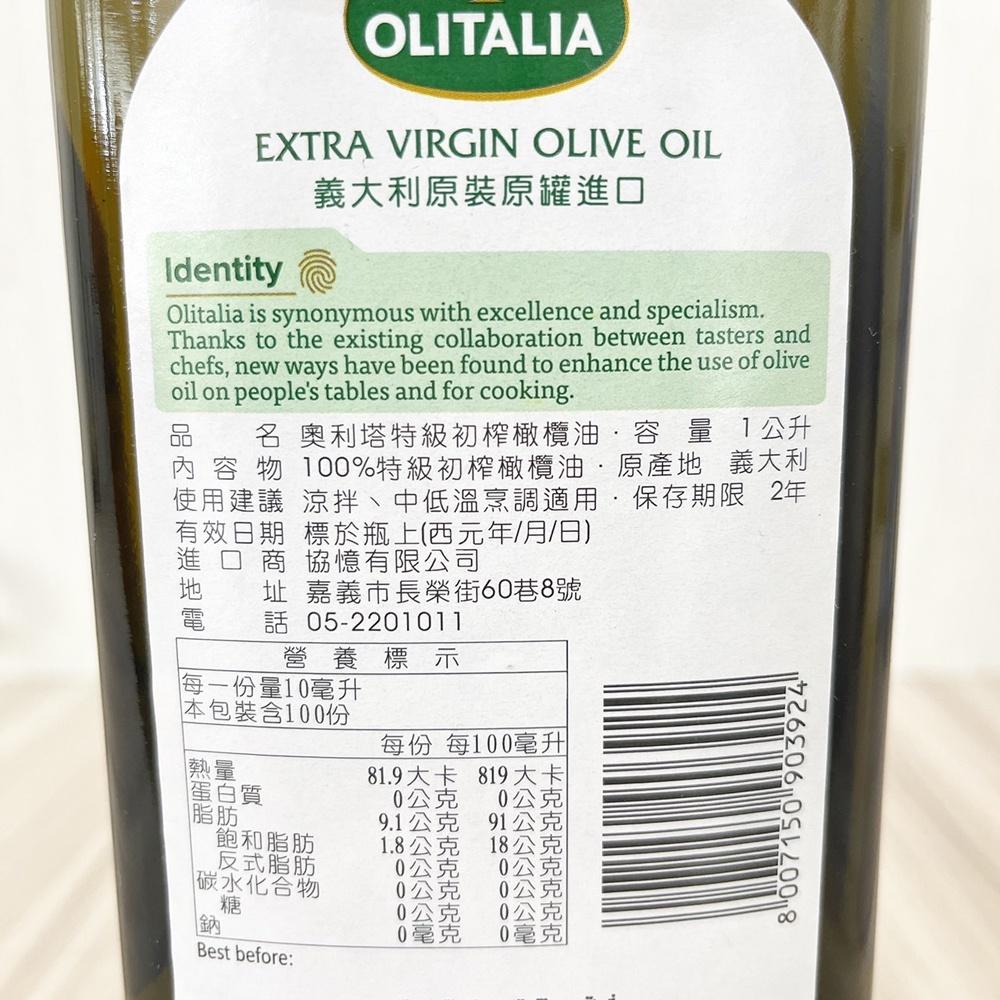 OLITALIA
EXTRA VIRGIN OLIVE OIL
義大利原裝原罐進口
Identity
Olitalia is synonymous with excellence and specialism.
Thanks to the existing collaboration between tasters and
chefs, new ways have been found to enhance the use of olive
oil on people's tables and for cooking.
品名 奧利塔特級初榨橄欖油·容量 1公升
內容物 100%特級初榨橄欖油·原產地 義大利
使用建議 涼拌、中低溫烹調適用·保存期限 2年
有效日期 標於瓶上(西元年/月/日)
進口商 協憶有限公司
地址 嘉義市長榮街60巷8號
電話 05-2201011
營養標示
每一份量10毫升
本包裝含100份
每份 每100毫升
熱量 81.9大卡 819大卡
蛋白質 0公克 0公克
脂肪 9.1公克 91公克
飽和脂肪 1.8公克 18公克
反式脂肪 0公克 0公克
碳水化合物 0公克 0公克
糖 0公克 0公克
鈉 0毫克 0毫克
Best before:
8 007150 903924